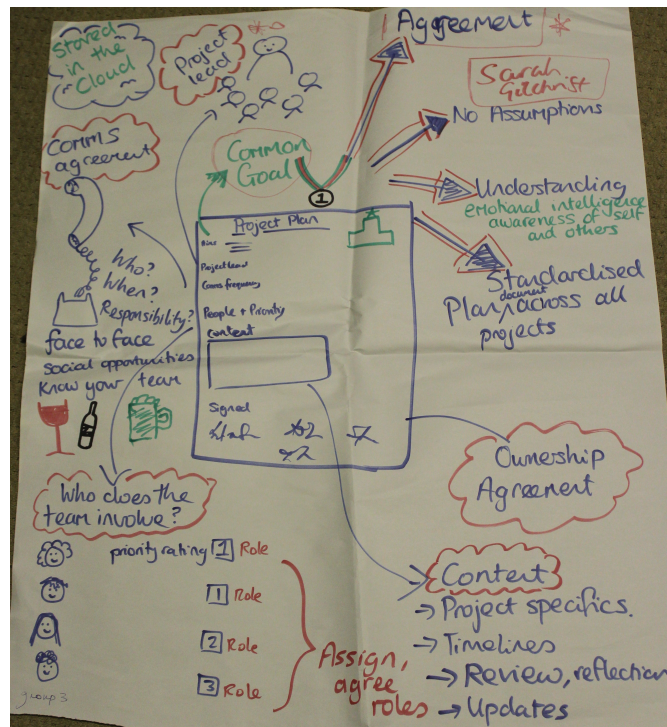 Stored
in the
Cloud
Project
lead
Agreement
Sarah
Gilchrist
No Assumptions
Comms
agreement
Common
Goal
1
Understanding
emotional intelligence
awareness of self
and others
Project Plan
Project Lead
Coms frequency
People + Priority
Content
Signed
Who?
When?
Responsibility?
face to face
social opportunities
Know your team
Standardised
Plan document across all
projects
Ownership
Agreement
Who does the
team involve?
priority rating 1 Role
1 Role
2 Role
3 Role
Assign,
agree
roles
Content
→ Project specifics.
→ Timelines
→ Review, reflection
→ Updates
group 3